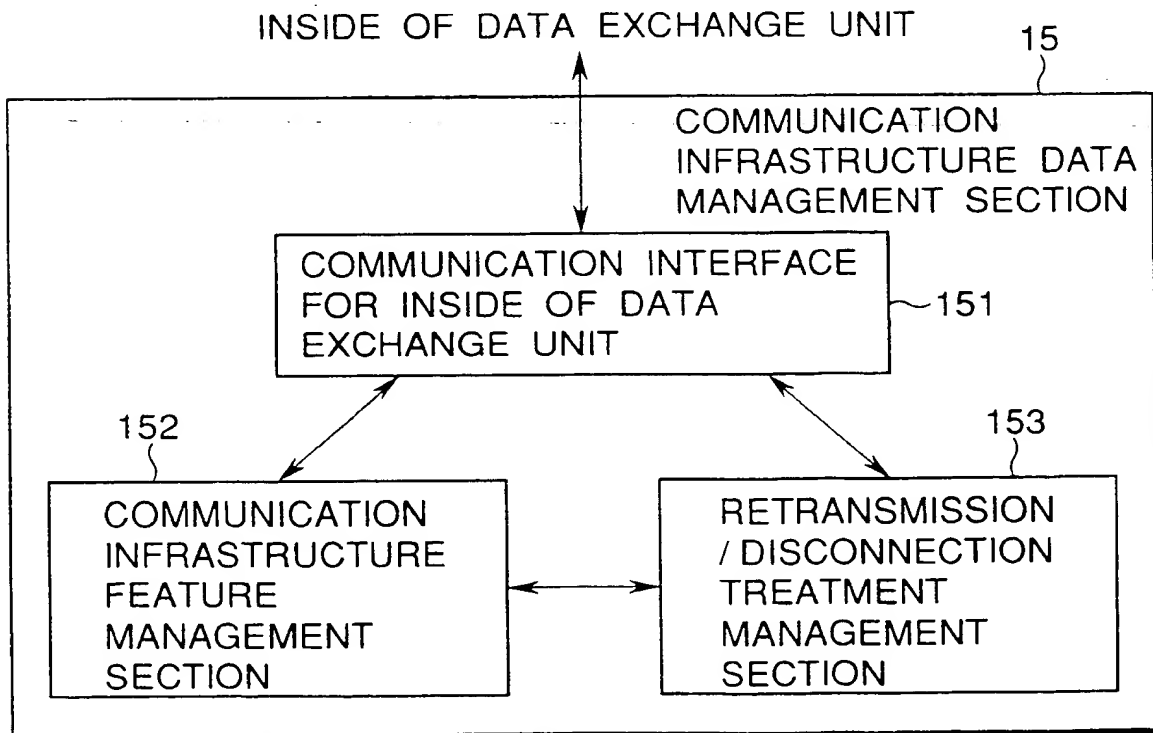 INSIDE OF DATA EXCHANGE UNIT
15
COMMUNICATION
INFRASTRUCTURE DATA
MANAGEMENT SECTION
COMMUNICATION INTERFACE
FOR INSIDE OF DATA
EXCHANGE UNIT
151
152
COMMUNICATION
INFRASTRUCTURE
FEATURE
MANAGEMENT
SECTION
153
RETRANSMISSION
/ DISCONNECTION
TREATMENT
MANAGEMENT
SECTION